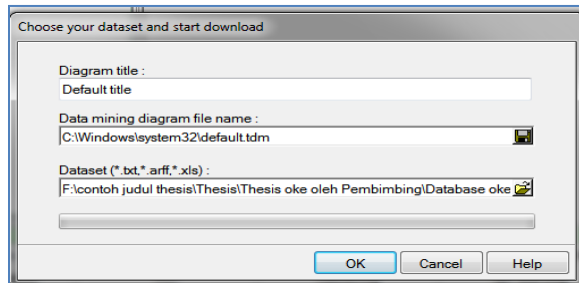 Choose your dataset and start download
Diagram title :
Default title
Data mining diagram file name :
C:\Windows\system32\default.tdm
Dataset (*.txt,*.arff,*.xls) :
F:\contoh judul thesis\Thesis\Thesis oke oleh Pembimbing\Database oke
OK Cancel Help